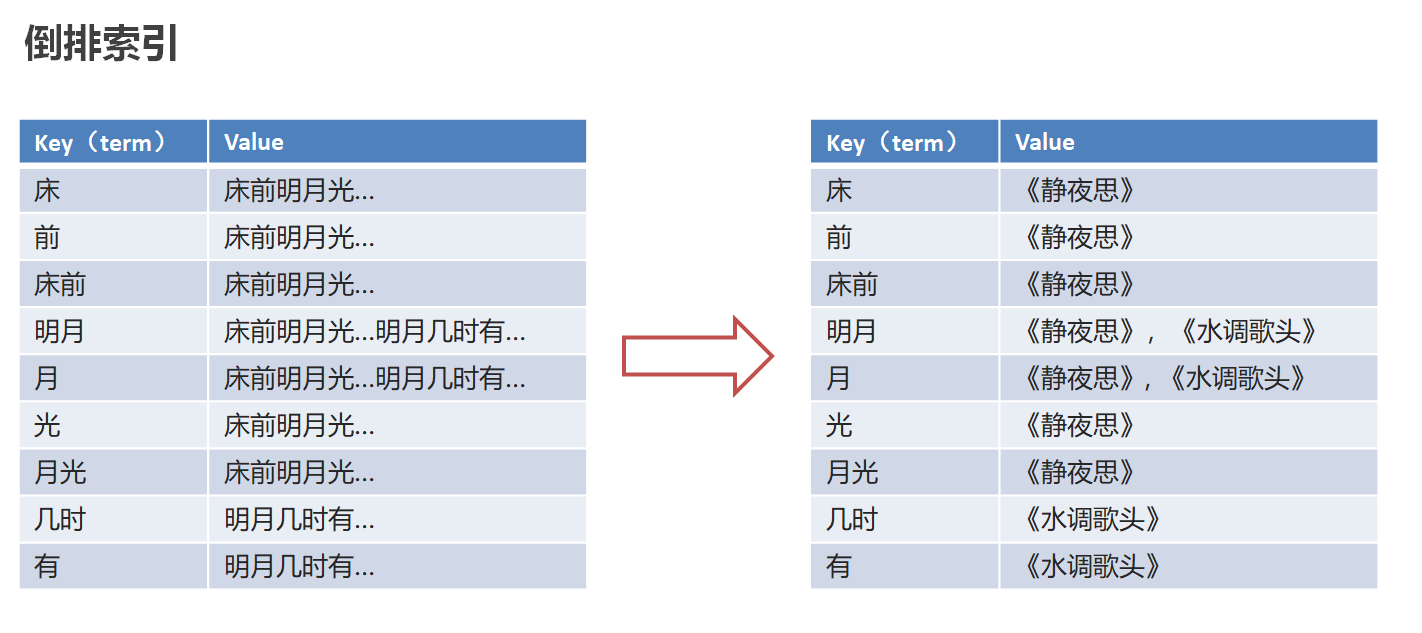 倒排索引
Key（term） Value
床 床前明月光...
前 床前明月光...
床前 床前明月光...
明月 床前明月光...明月几时有...
月 床前明月光...明月几时有...
光 床前明月光...
月光 床前明月光...
几时 明月几时有...
有 明月几时有...
Key（term） Value
床 《静夜思》
前 《静夜思》
床前 《静夜思》
明月 《静夜思》，《水调歌头》
月 《静夜思》, 《水调歌头》
光 《静夜思》
月光 《静夜思》
几时 《水调歌头》
有 《水调歌头》